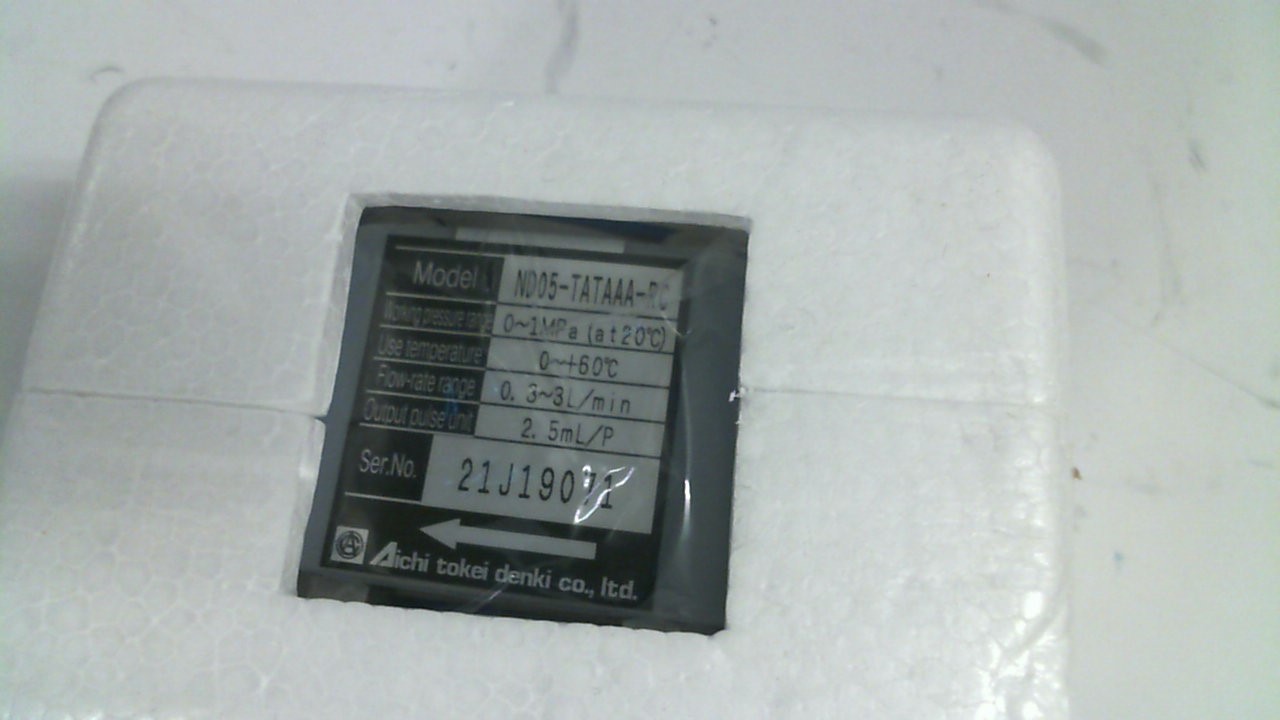 Model ND05-TATAAA-RC
Working pressure range 0~1MPa (at20℃)
Use temperature 0~+60℃
Flow-rate range 0.3~3L/min
Output pulse unit 2.5mL/P
Ser.No. 21J19071
Aichi tokei denki co., ltd.